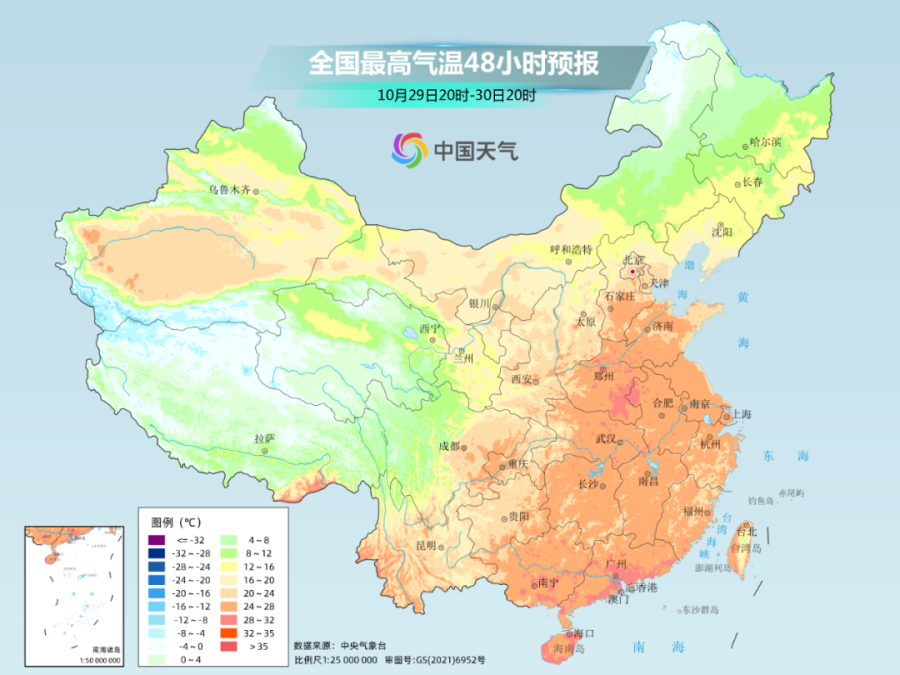 全国最高气温48小时预报
10月29日20时-30日20时
中国天气
哈尔滨
长春
乌鲁木齐
沈阳
呼和浩特
北京
渤
海
天津
黄
海
石家庄
银川
太原
济南
西宁
兰州
西安
郑州
合肥
南京
上海
拉萨
成都
武汉
杭州
东 海
重庆
长沙
南昌
钓鱼岛
赤尾屿
贵阳
福州
台
湾
海
峡
台北
台湾岛
昆明
澎湖列岛
广州
南宁
香港
澳门
东沙群岛
海口
海南岛
南 海
图例 (℃)
<= -32
-32 ~ -28
-28 ~ -24
-24 ~ -20
-20 ~ -16
-16 ~ -12
-12 ~ -8
-8 ~ -4
-4 ~ 0
0 ~ 4
4 ~ 8
8 ~ 12
12 ~ 16
16 ~ 20
20 ~ 24
24 ~ 28
28 ~ 32
32 ~ 35
> 35
南海诸岛
1:50 000 000
数据来源：中央气象台
比例尺1:25 000 000 审图号:GS(2021)6952号